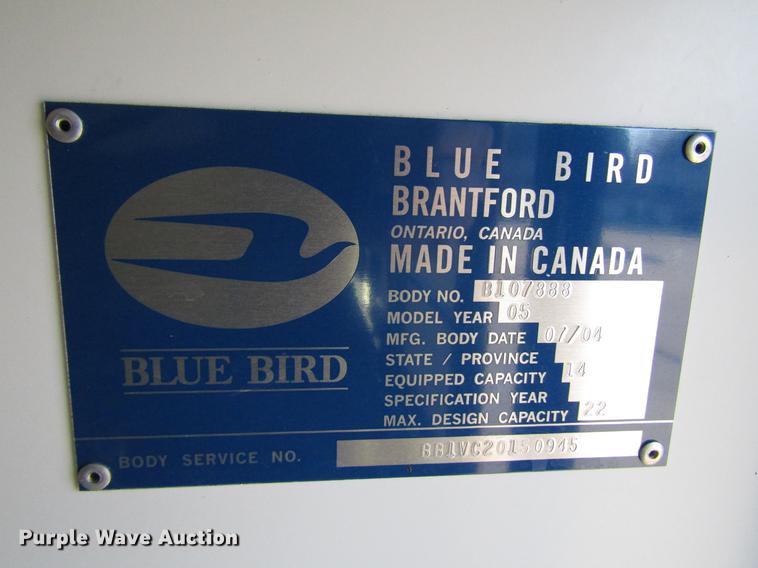 BLUE BIRD
BLUE BIRD
BRANTFORD
ONTARIO, CANADA
MADE IN CANADA
BODY NO. B107888
MODEL YEAR 05
MFG. BODY DATE 07/04
STATE / PROVINCE
EQUIPPED CAPACITY 14
SPECIFICATION YEAR
MAX. DESIGN CAPACITY 22
BODY SERVICE NO.
Purple Wave Auction